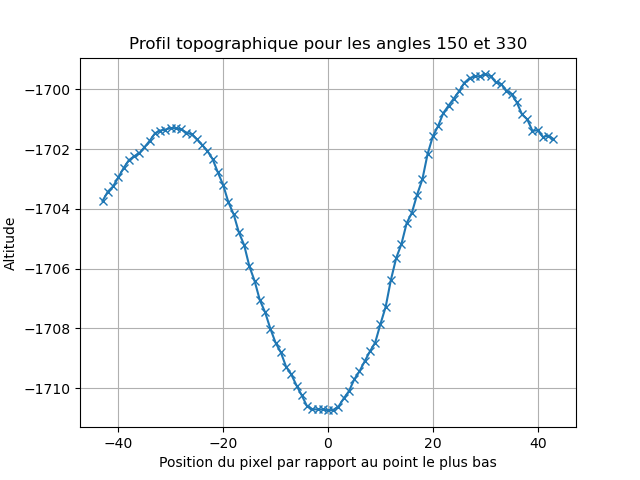 Profil topographique pour les angles 150 et 330
Altitude
−1700
−1702
−1704
−1706
−1708
−1710
−40 −20 0 20 40
Position du pixel par rapport au point le plus bas